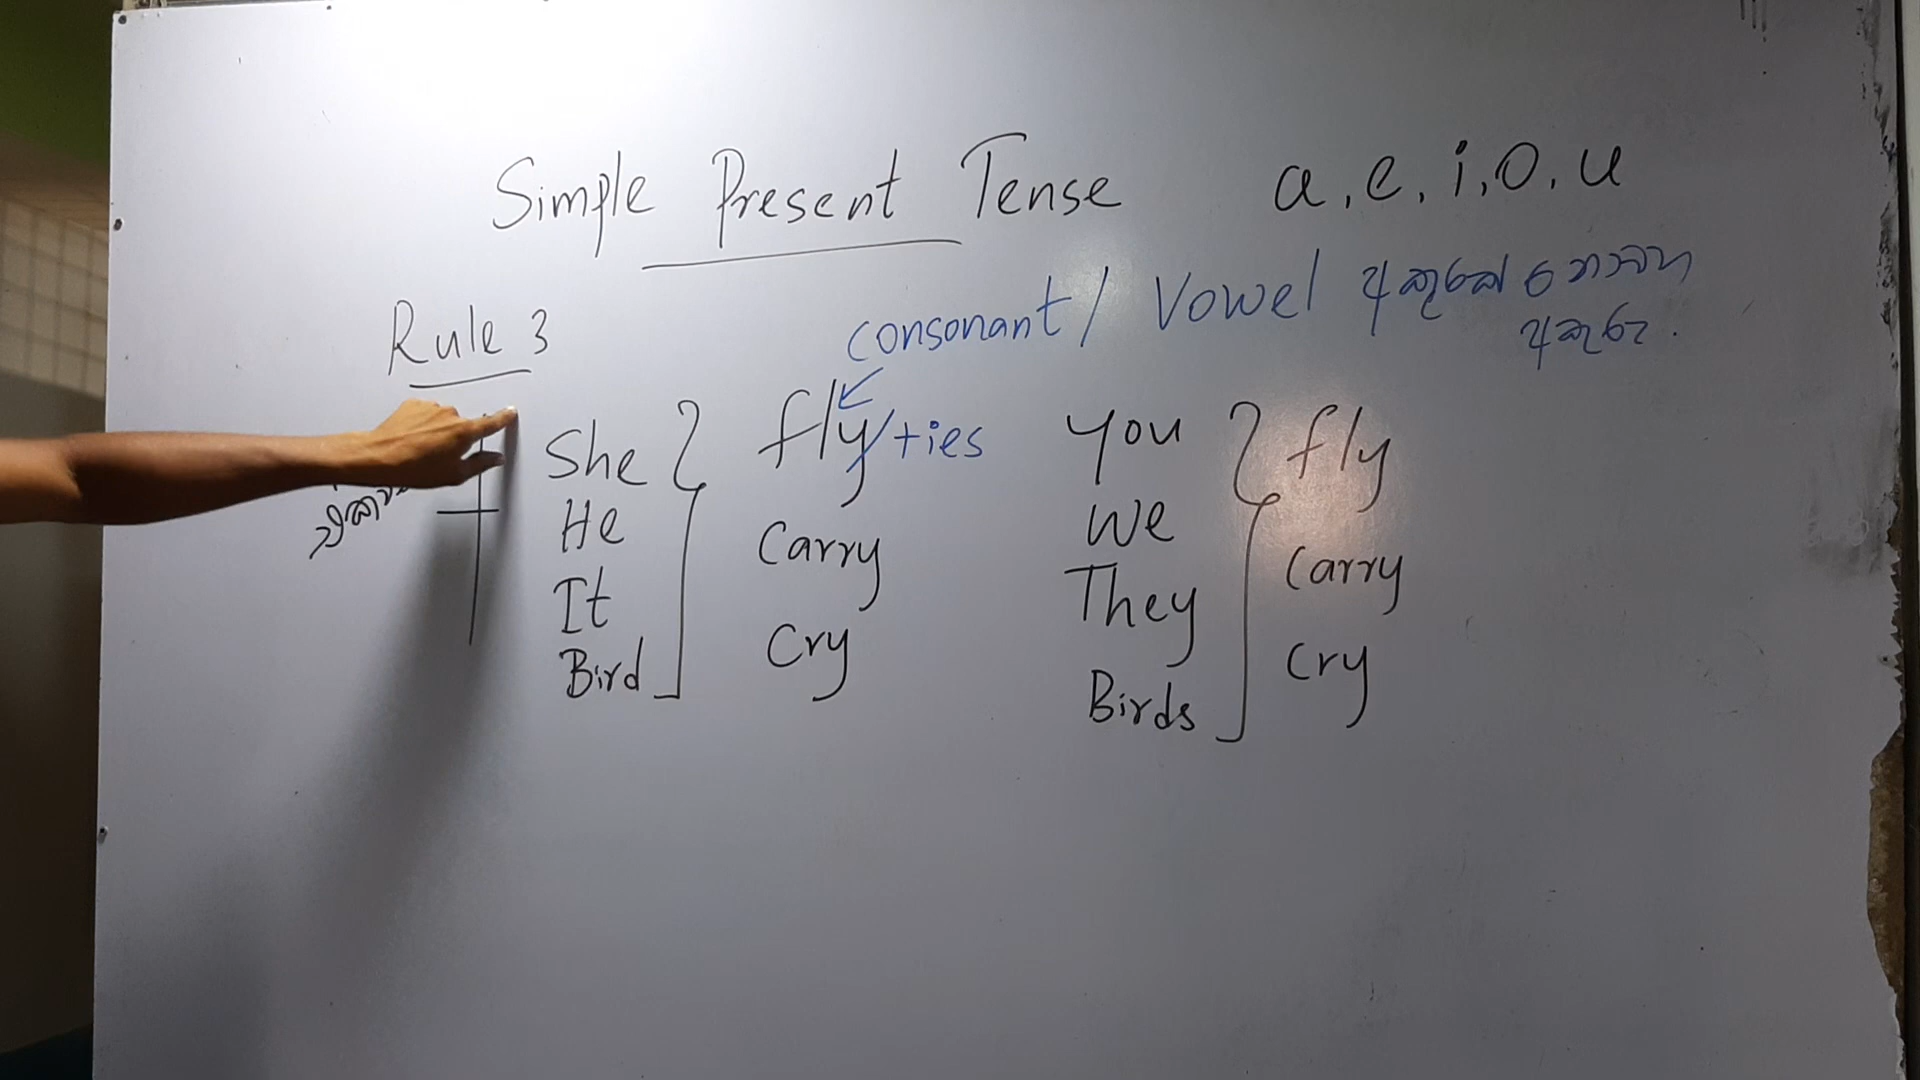 Simple Present Tense a, e, i, o, u
consonant / Vowel අකුරක් නොවන
අකුරු.
Rule 3
She fly +ies You fly
He Carry We Carry
It Cry They Cry
Bird Birds